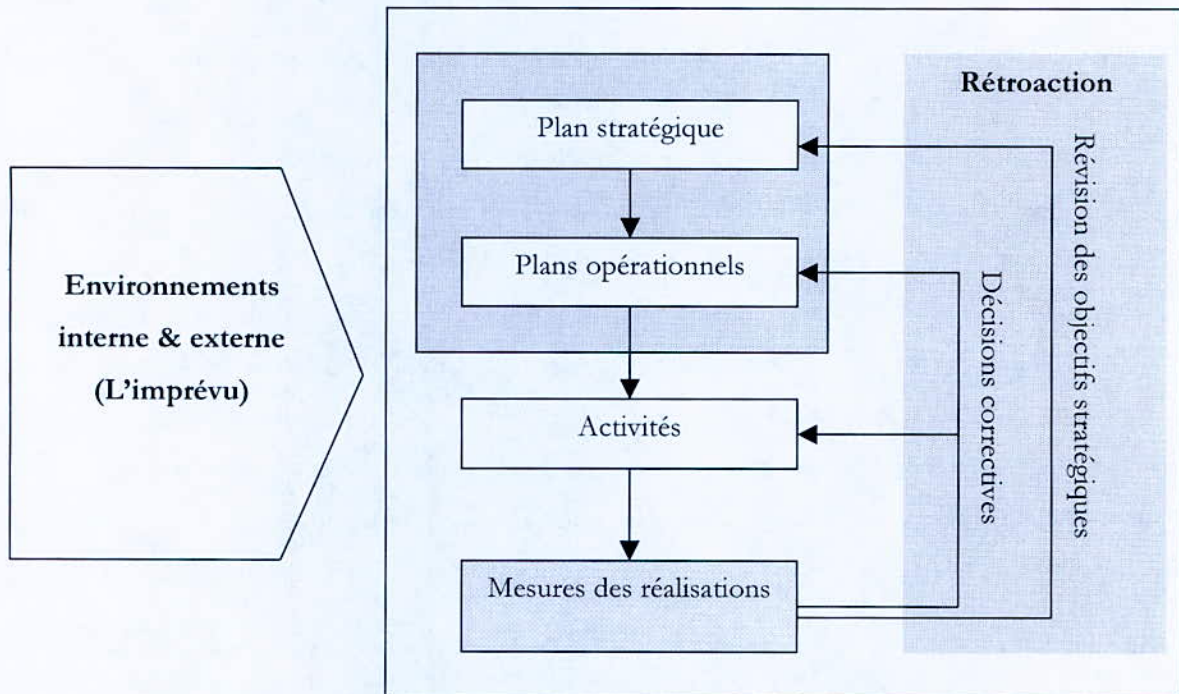 Rétroaction
Plan stratégique
Plans opérationnels
Activités
Mesures des réalisations
Environnements
interne & externe
(L'imprévu)
Décisions correctives
Révision des objectifs stratégiques